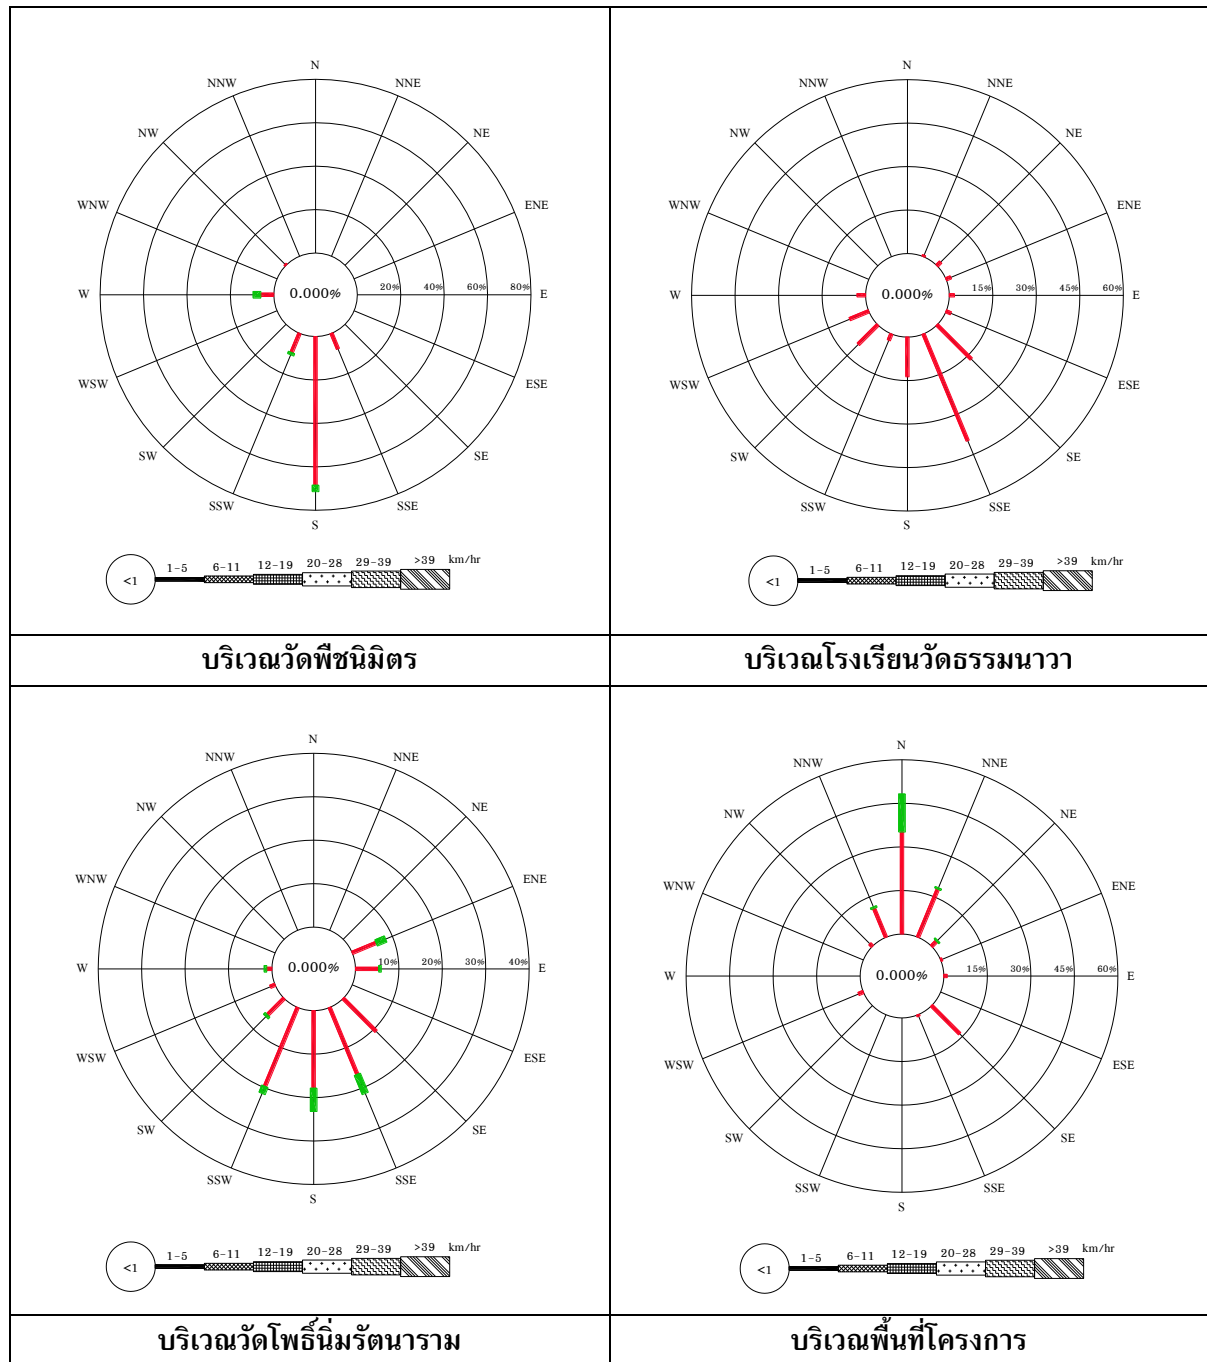 N
NNW NNE
NW NE
WNW ENE
W 0.000% 20% 40% 60% 80% E
WSW ESE
SW SE
SSW SSE
S
<1 1-5 6-11 12-19 20-28 29-39 >39 km/hr
บริเวณวัดพืชนิมิตร
N
NNW NNE
NW NE
WNW ENE
W 0.000% 15% 30% 45% 60% E
WSW ESE
SW SE
SSW SSE
S
<1 1-5 6-11 12-19 20-28 29-39 >39 km/hr
บริเวณโรงเรียนวัดธรรมนาวา
N
NNW NNE
NW NE
WNW ENE
W 0.000% 10% 20% 30% 40% E
WSW ESE
SW SE
SSW SSE
S
<1 1-5 6-11 12-19 20-28 29-39 >39 km/hr
บริเวณวัดโพธิ์นิ่มรัตนาราม
N
NNW NNE
NW NE
WNW ENE
W 0.000% 15% 30% 45% 60% E
WSW ESE
SW SE
SSW SSE
S
<1 1-5 6-11 12-19 20-28 29-39 >39 km/hr
บริเวณพื้นที่โครงการ